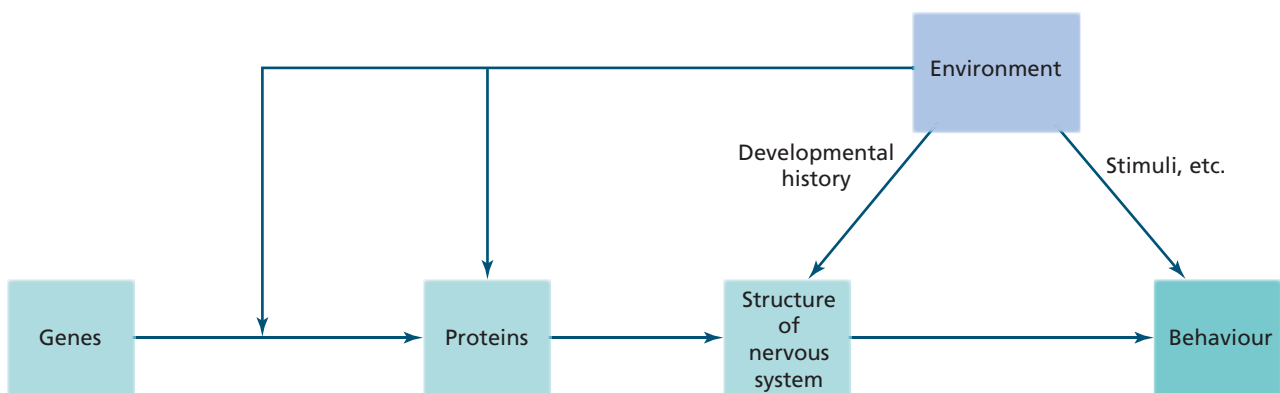 Environment
Developmental
history
Stimuli, etc.
Genes
Proteins
Structure
of
nervous
system
Behaviour